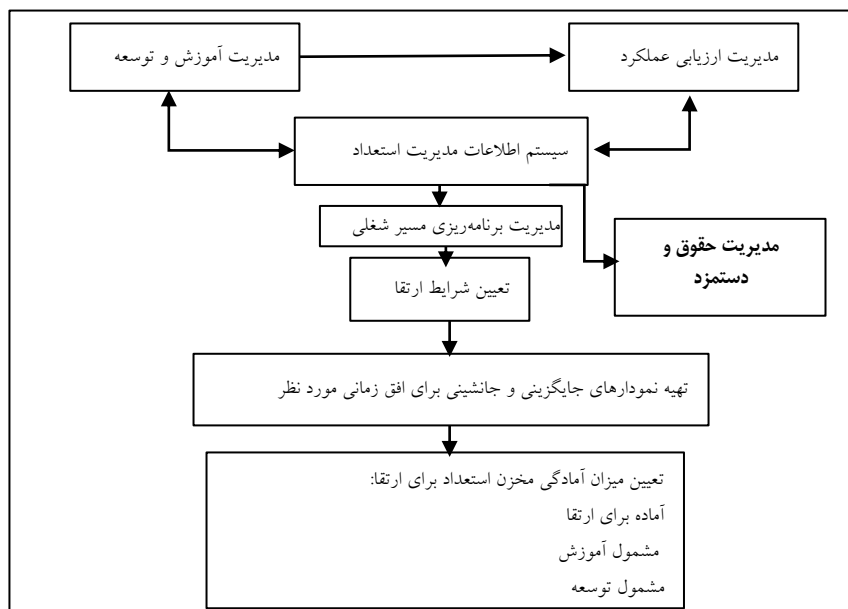 مدیریت ارزیابی عملکرد
مدیریت آموزش و توسعه
سیستم اطلاعات مدیریت استعداد
مدیریت برنامه‌ریزی مسیر شغلی
مدیریت حقوق و
دستمزد
تعیین شرایط ارتقا
تهیه نمودارهای جایگزینی و جانشینی برای افق زمانی مورد نظر
تعیین میزان آمادگی مخزن استعداد برای ارتقا:
آماده برای ارتقا
مشمول آموزش
مشمول توسعه